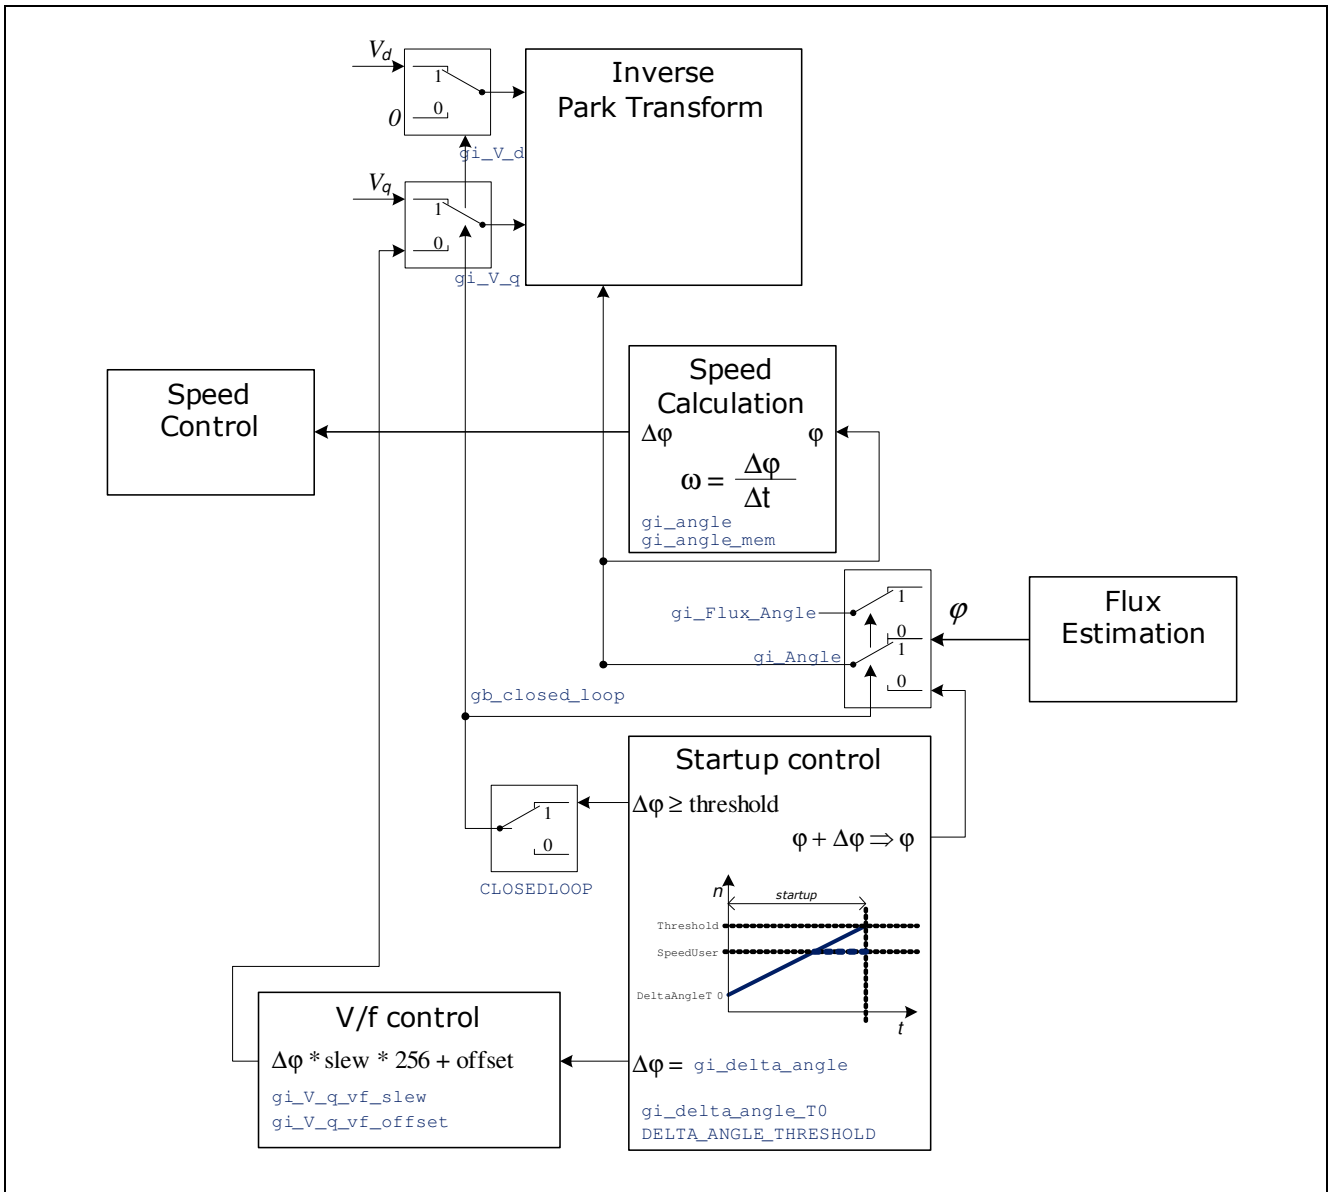 Vd
1
0
0
gi_V_d
Inverse
Park Transform
Vq
1
0
gi_V_q
Speed
Control
Speed
Calculation
Δφ φ
ω = Δφ
Δt
gi_angle
gi_angle_mem
gi_Flux_Angle
1
0
φ
gi_Angle
1
0
Flux
Estimation
gb_closed_loop
Startup control
Δφ ≥ threshold
φ + Δφ ⇒ φ
1
0
CLOSEDLOOP
n
startup
Threshold
SpeedUser
DeltaAngleT 0
t
V/f control
Δφ * slew * 256 + offset
gi_V_q_vf_slew
gi_V_q_vf_offset
Δφ = gi_delta_angle
gi_delta_angle_T0
DELTA_ANGLE_THRESHOLD